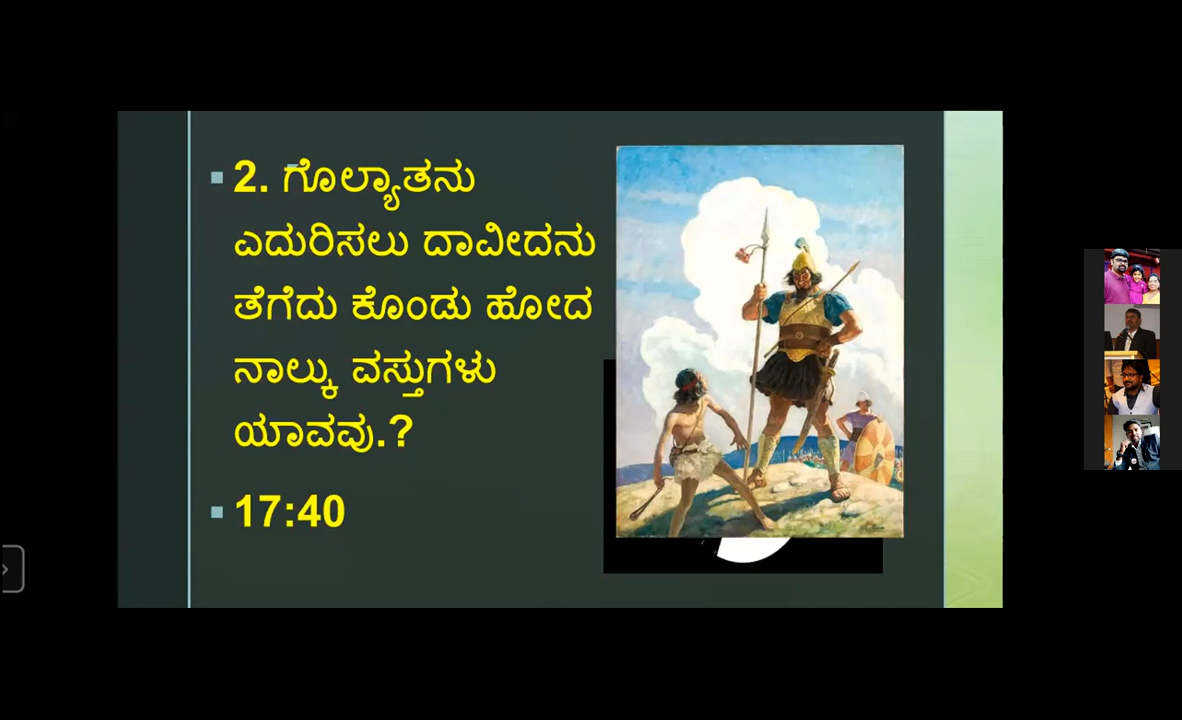 2. ಗೊಲ್ಯಾತನು
ಎದುರಿಸಲು ದಾವೀದನು
ತೆಗೆದು ಕೊಂಡು ಹೋದ
ನಾಲ್ಕು ವಸ್ತುಗಳು
ಯಾವವು.?
17:40